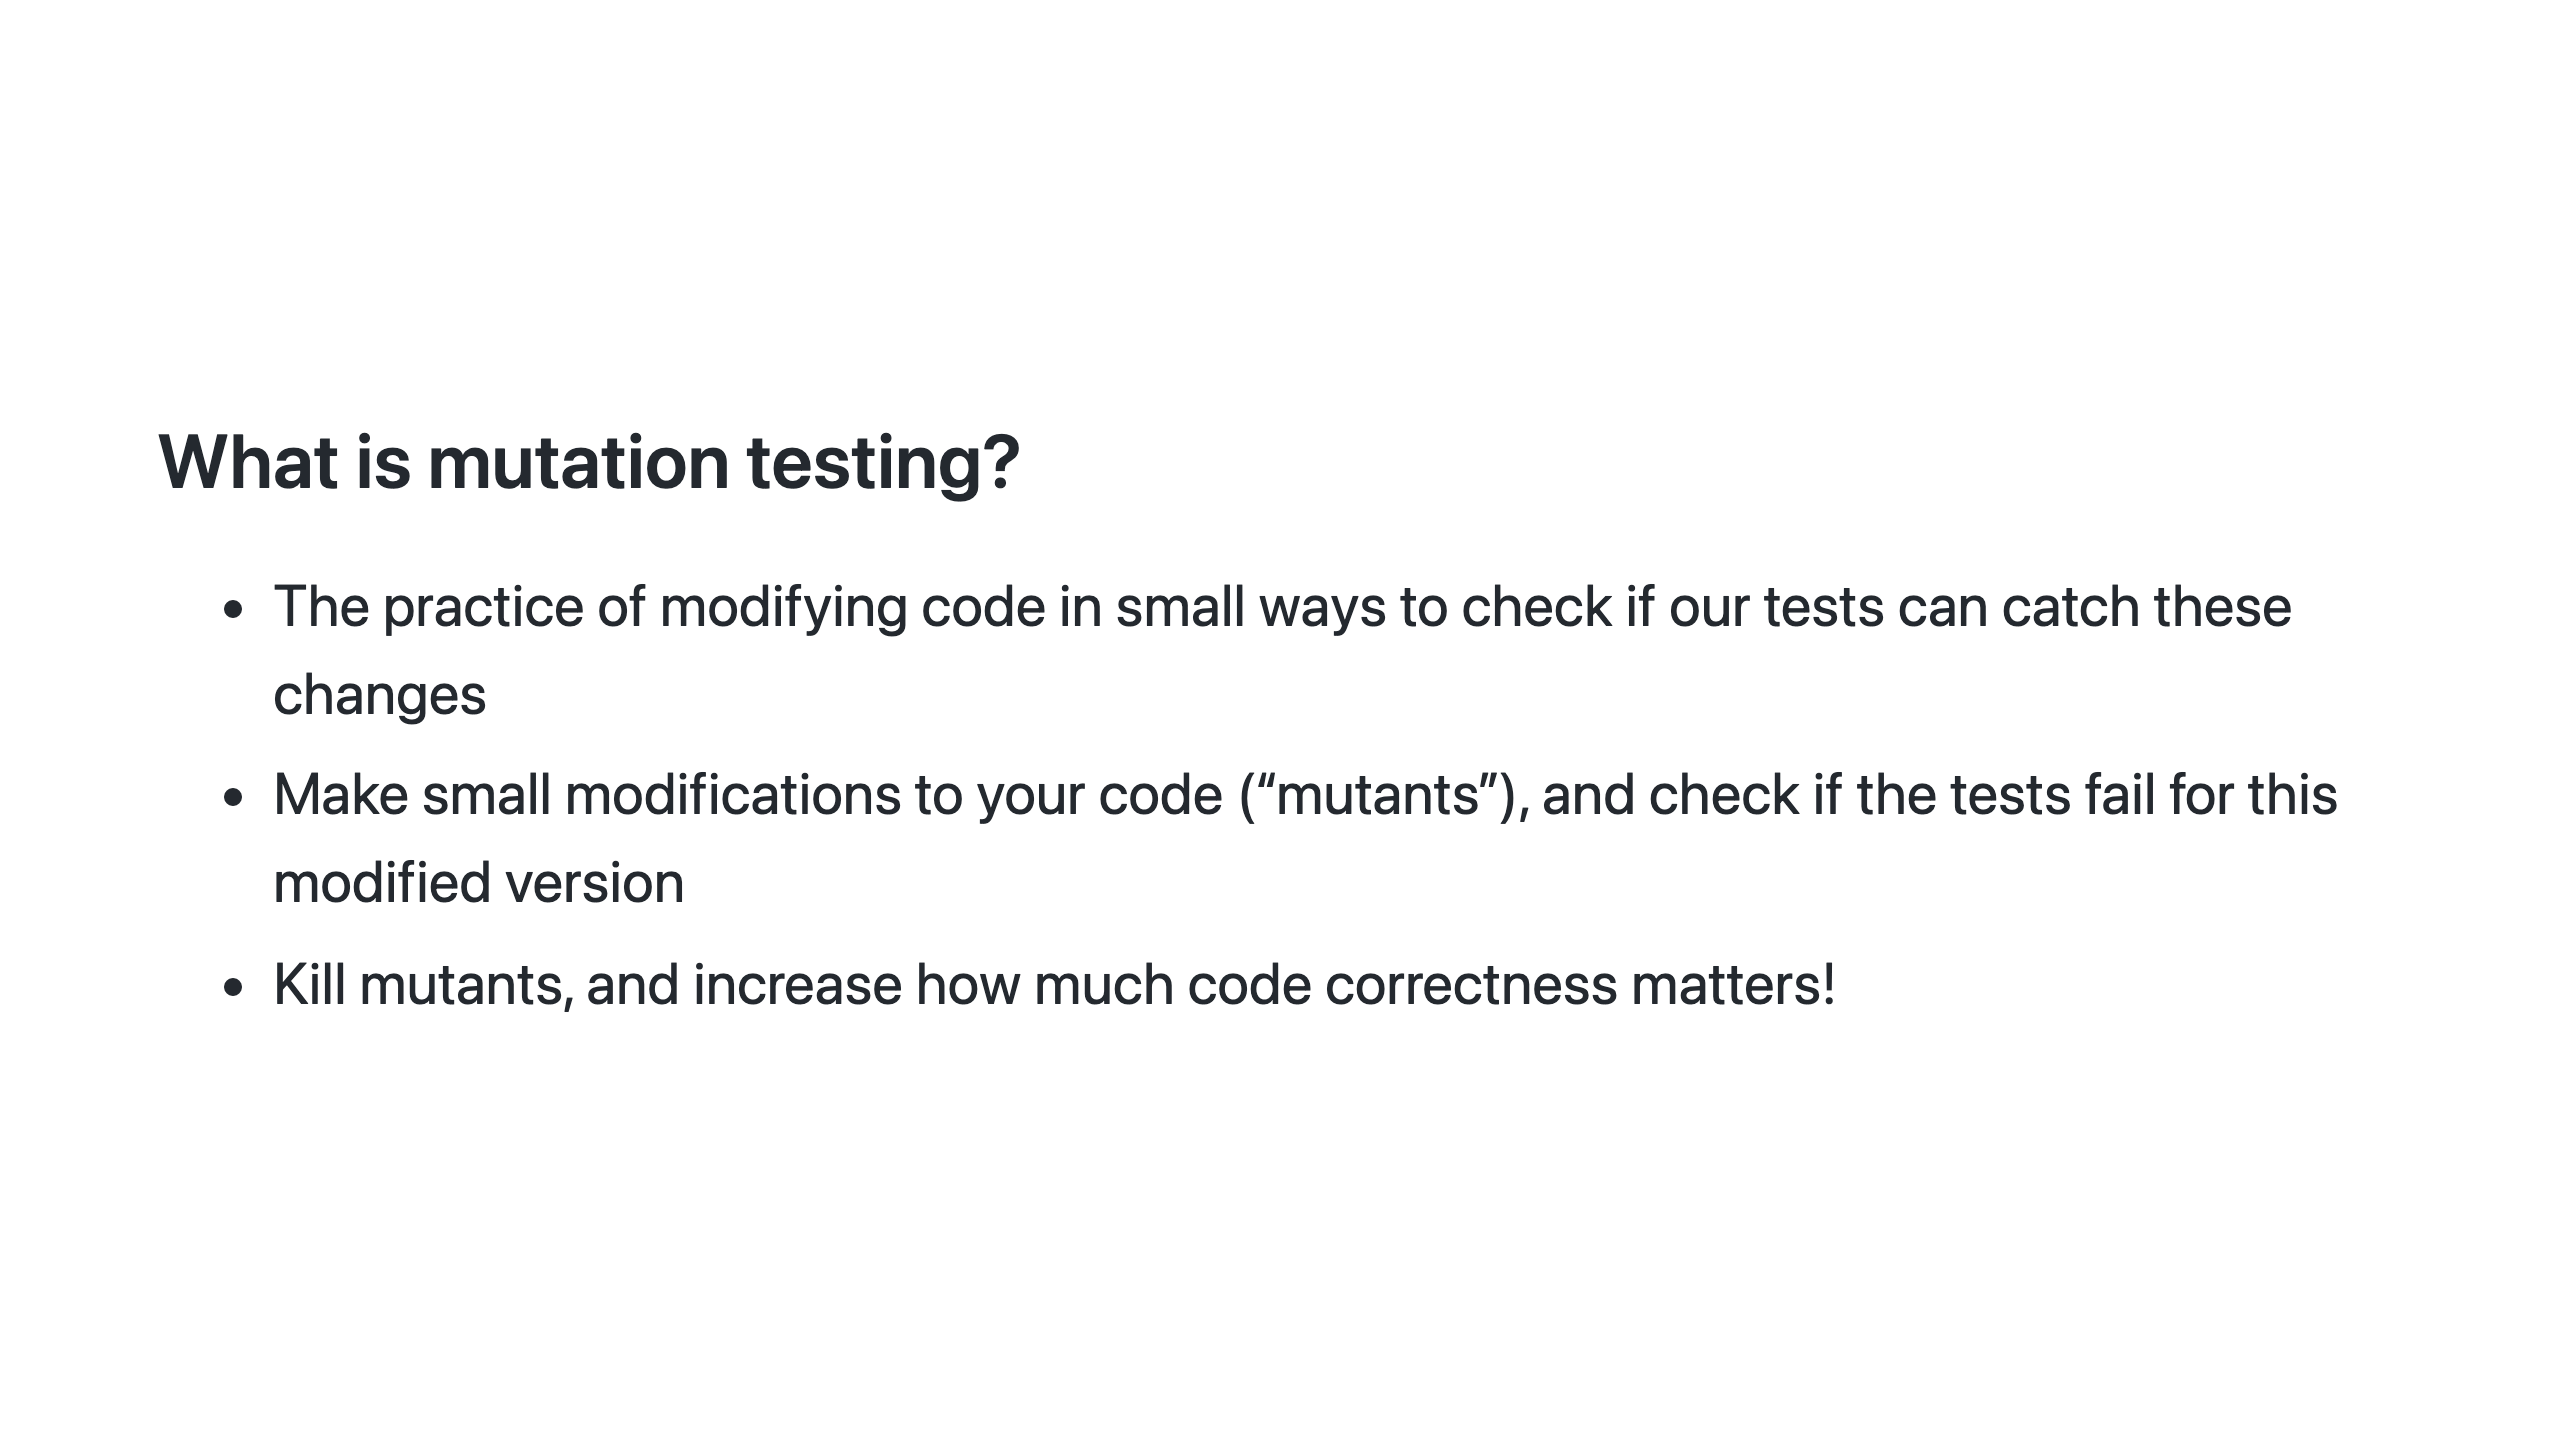 What is mutation testing?
• The practice of modifying code in small ways to check if our tests can catch these
changes
• Make small modifications to your code (“mutants”), and check if the tests fail for this
modified version
• Kill mutants, and increase how much code correctness matters!